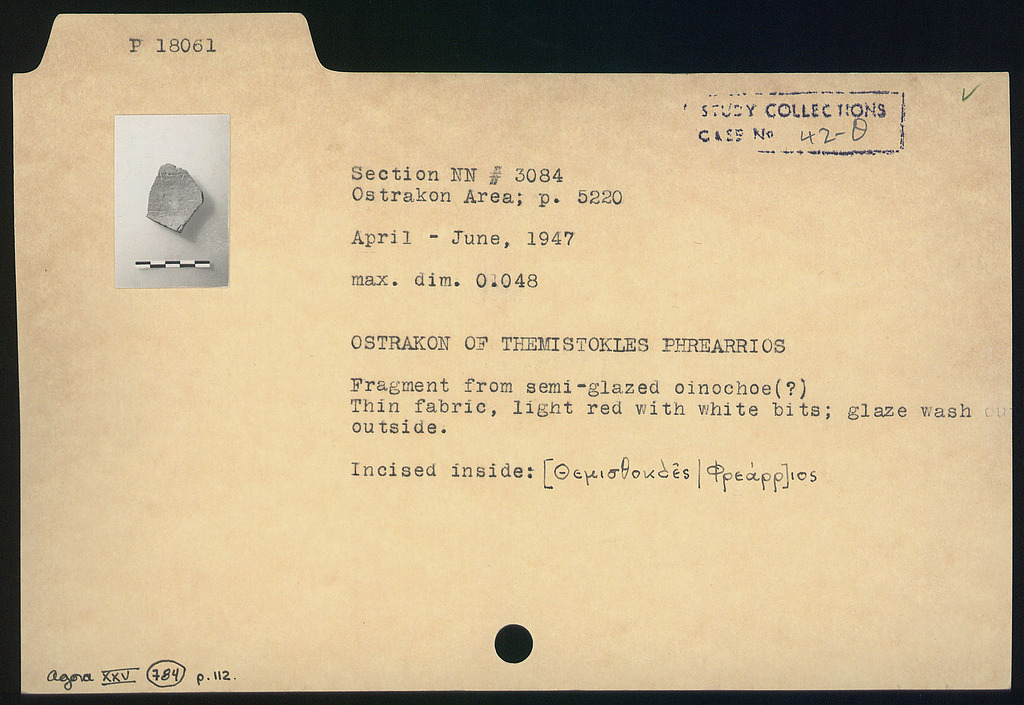 P 18061
STUDY COLLECTIONS
CASE No 42-θ
Section NN # 3084
Ostrakon Area; p. 5220
April - June, 1947
max. dim. 0.048
OSTRAKON OF THEMISTOKLES PHREARRIOS
Fragment from semi-glazed oinochoe(?)
Thin fabric, light red with white bits; glaze wash ou
outside.
Incised inside: [Θεμισθοκλε̂ς | Φρεάρρ]ιος
Agora XXV 784 p. 112.